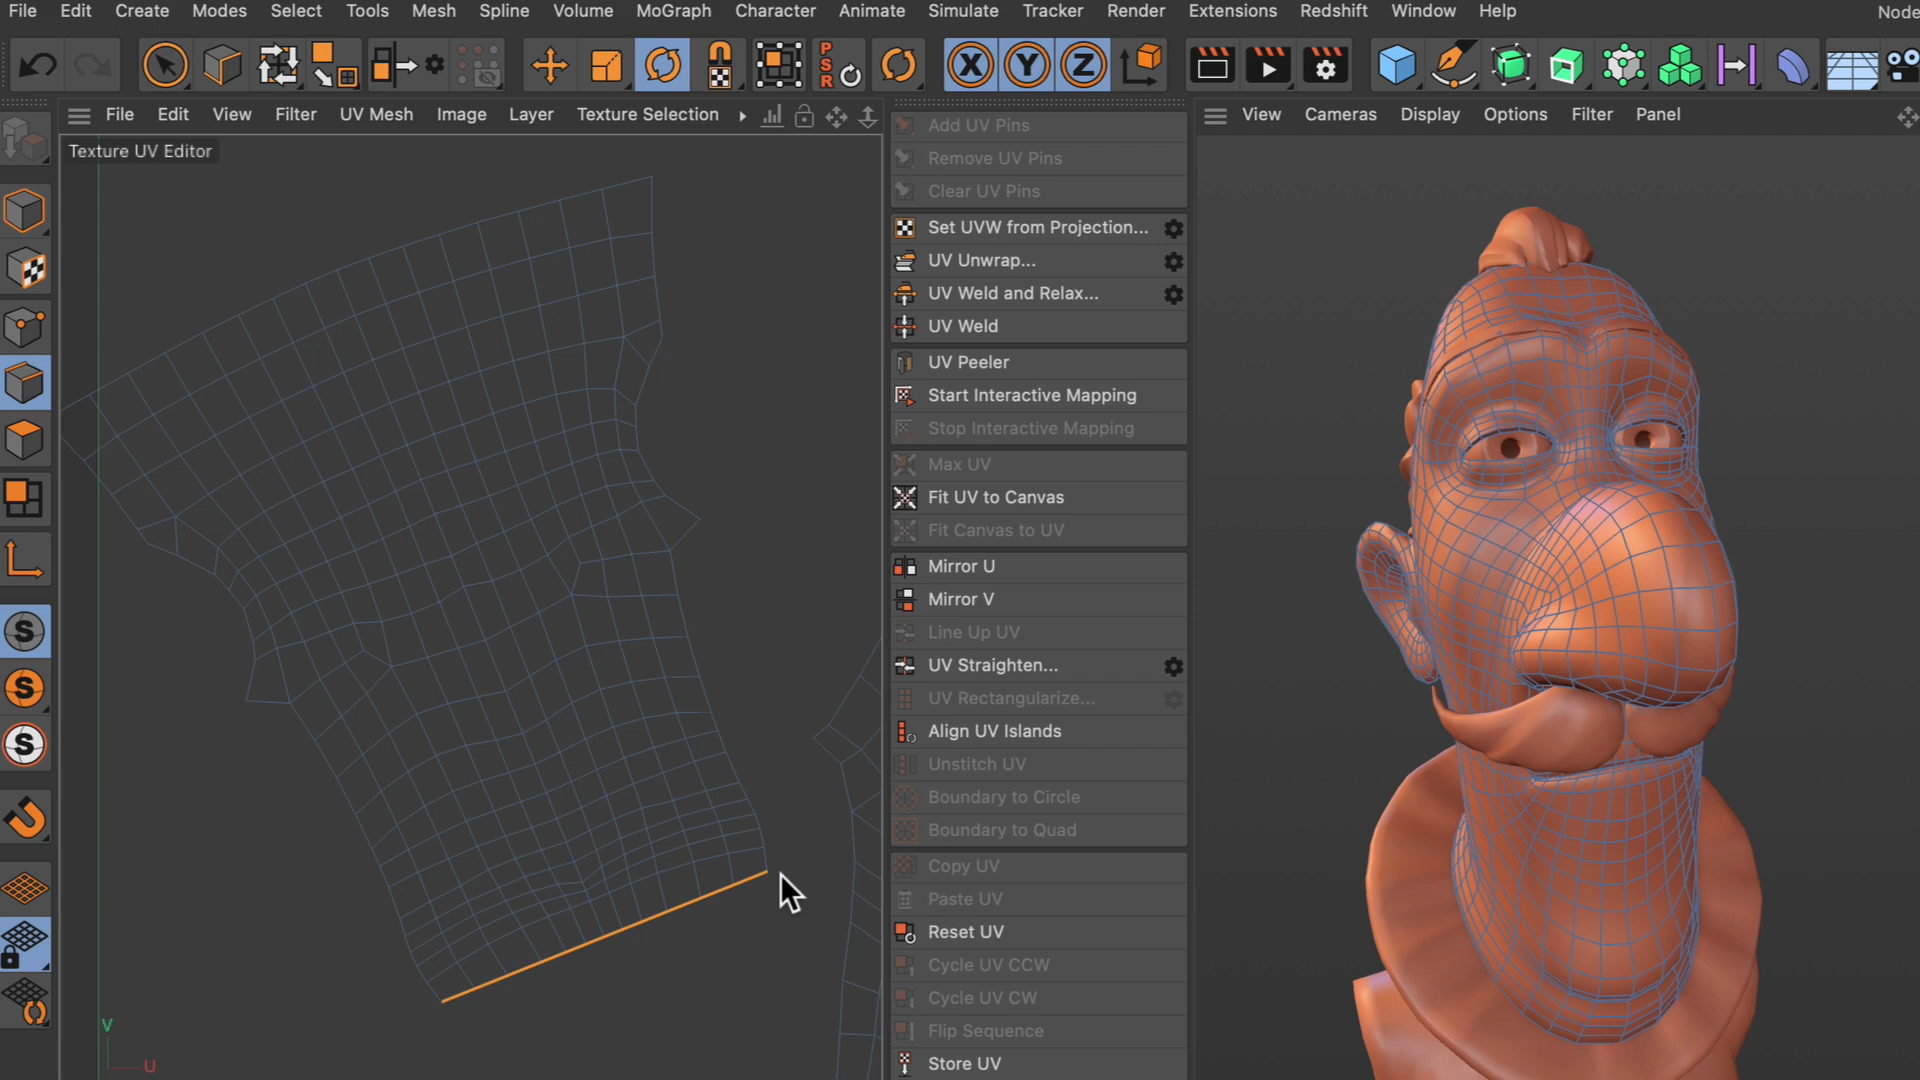 File Edit Create Modes Select Tools Mesh Spline Volume MoGraph Character Animate Simulate Tracker Render Extensions Redshift Window Help Node
P S R X Y Z
File Edit View Filter UV Mesh Image Layer Texture Selection
View Cameras Display Options Filter Panel
Texture UV Editor
Add UV Pins
Remove UV Pins
Clear UV Pins
Set UVW from Projection...
UV Unwrap...
UV Weld and Relax...
UV Weld
UV Peeler
Start Interactive Mapping
Stop Interactive Mapping
Max UV
Fit UV to Canvas
Fit Canvas to UV
Mirror U
Mirror V
Line Up UV
UV Straighten...
UV Rectangularize...
Align UV Islands
Unstitch UV
Boundary to Circle
Boundary to Quad
Copy UV
Paste UV
Reset UV
Cycle UV CCW
Cycle UV CW
Flip Sequence
Store UV
S
S
S
V
U